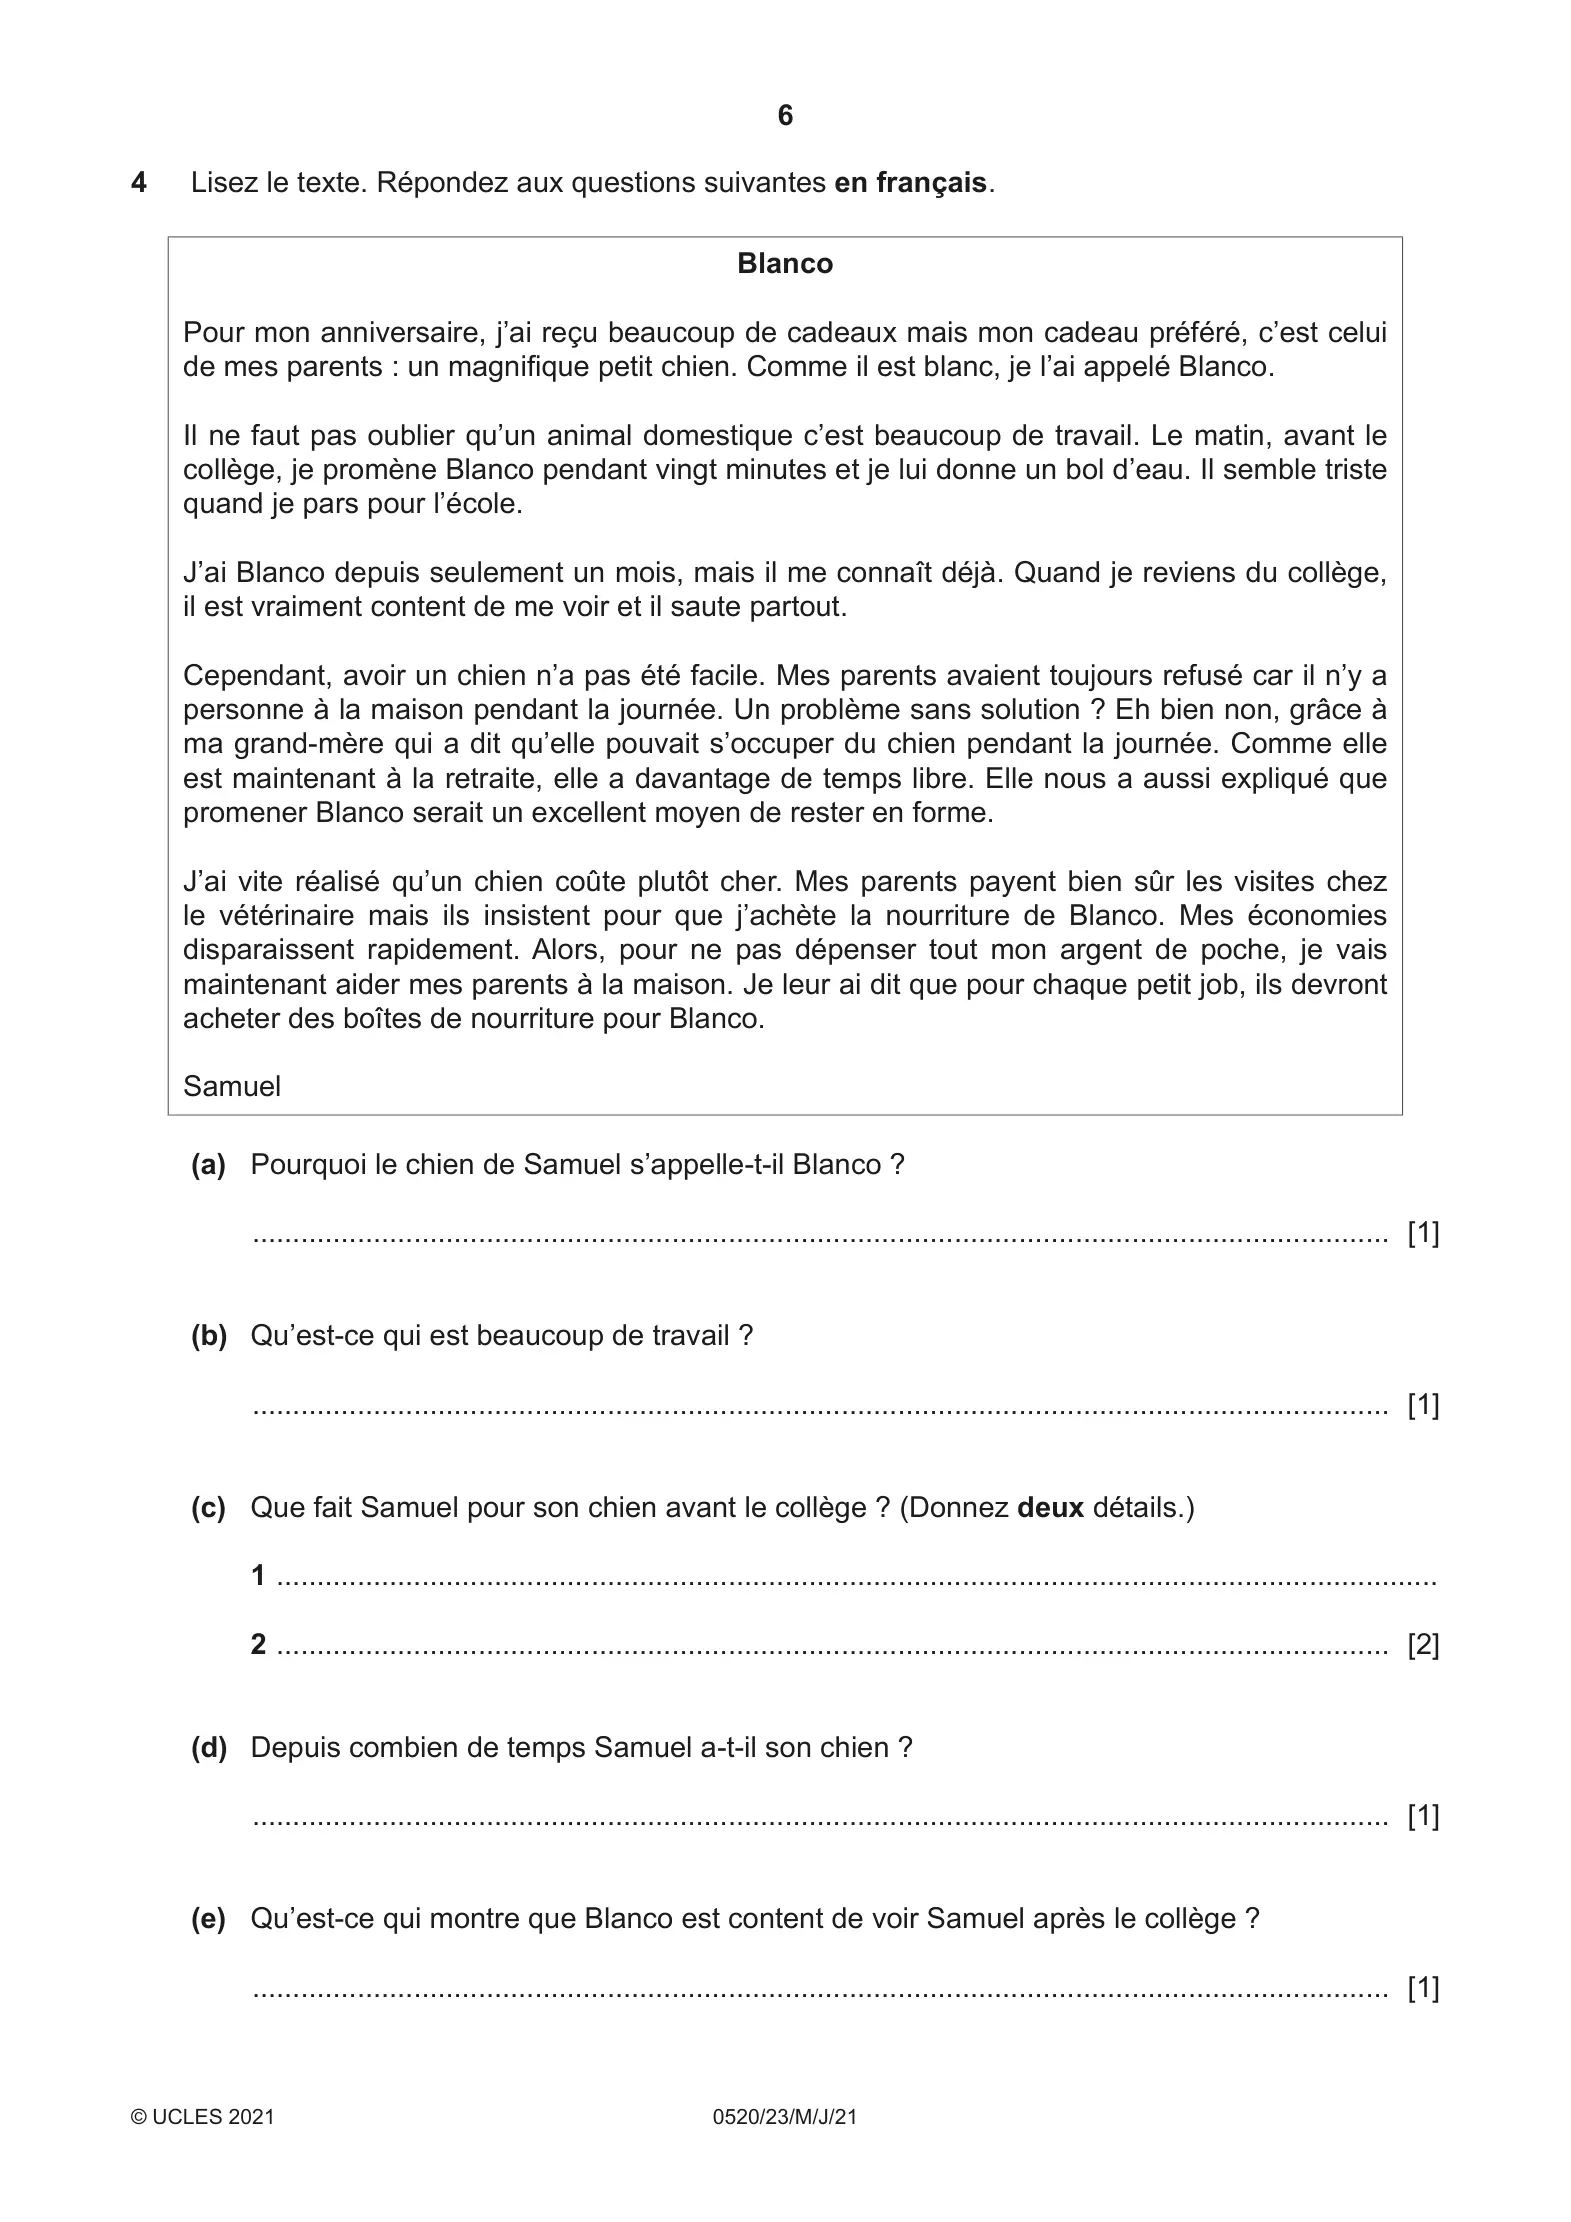 6
4 Lisez le texte. Répondez aux questions suivantes en français.
Blanco
Pour mon anniversaire, j’ai reçu beaucoup de cadeaux mais mon cadeau préféré, c’est celui
de mes parents : un magnifique petit chien. Comme il est blanc, je l’ai appelé Blanco.
Il ne faut pas oublier qu’un animal domestique c’est beaucoup de travail. Le matin, avant le
collège, je promène Blanco pendant vingt minutes et je lui donne un bol d’eau. Il semble triste
quand je pars pour l’école.
J’ai Blanco depuis seulement un mois, mais il me connaît déjà. Quand je reviens du collège,
il est vraiment content de me voir et il saute partout.
Cependant, avoir un chien n’a pas été facile. Mes parents avaient toujours refusé car il n’y a
personne à la maison pendant la journée. Un problème sans solution ? Eh bien non, grâce à
ma grand-mère qui a dit qu’elle pouvait s’occuper du chien pendant la journée. Comme elle
est maintenant à la retraite, elle a davantage de temps libre. Elle nous a aussi expliqué que
promener Blanco serait un excellent moyen de rester en forme.
J’ai vite réalisé qu’un chien coûte plutôt cher. Mes parents payent bien sûr les visites chez
le vétérinaire mais ils insistent pour que j’achète la nourriture de Blanco. Mes économies
disparaissent rapidement. Alors, pour ne pas dépenser tout mon argent de poche, je vais
maintenant aider mes parents à la maison. Je leur ai dit que pour chaque petit job, ils devront
acheter des boîtes de nourriture pour Blanco.
Samuel
(a) Pourquoi le chien de Samuel s’appelle-t-il Blanco ?
[1]
(b) Qu’est-ce qui est beaucoup de travail ?
[1]
(c) Que fait Samuel pour son chien avant le collège ? (Donnez deux détails.)
1
2 [2]
(d) Depuis combien de temps Samuel a-t-il son chien ?
[1]
(e) Qu’est-ce qui montre que Blanco est content de voir Samuel après le collège ?
[1]
© UCLES 2021 0520/23/M/J/21